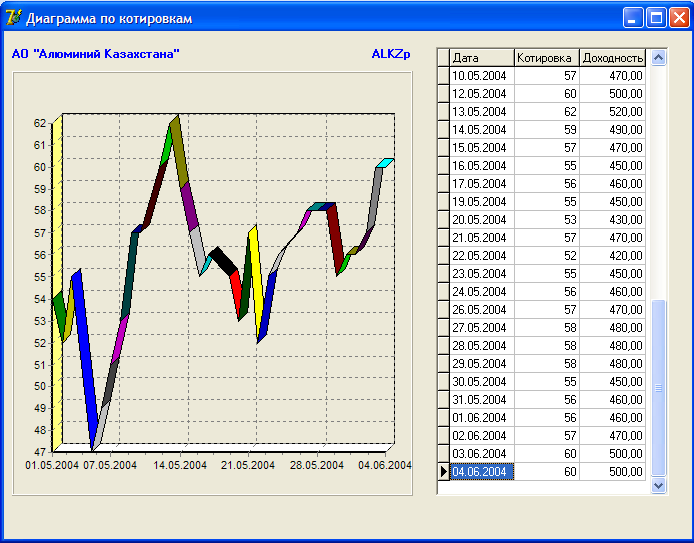 Диаграмма по котировкам
АО "Алюминий Казахстана" ALKZp
62
61
60
59
58
57
56
55
54
53
52
51
50
49
48
47
01.05.2004 07.05.2004 14.05.2004 21.05.2004 28.05.2004 04.06.2004
Дата Котировка Доходность
10.05.2004 57 470,00
12.05.2004 60 500,00
13.05.2004 62 520,00
14.05.2004 59 490,00
15.05.2004 57 470,00
16.05.2004 55 450,00
17.05.2004 56 460,00
19.05.2004 55 450,00
20.05.2004 53 430,00
21.05.2004 57 470,00
22.05.2004 52 420,00
23.05.2004 55 450,00
24.05.2004 56 460,00
26.05.2004 57 470,00
27.05.2004 58 480,00
28.05.2004 58 480,00
29.05.2004 58 480,00
30.05.2004 55 450,00
31.05.2004 56 460,00
01.06.2004 56 460,00
02.06.2004 57 470,00
03.06.2004 60 500,00
04.06.2004 60 500,00